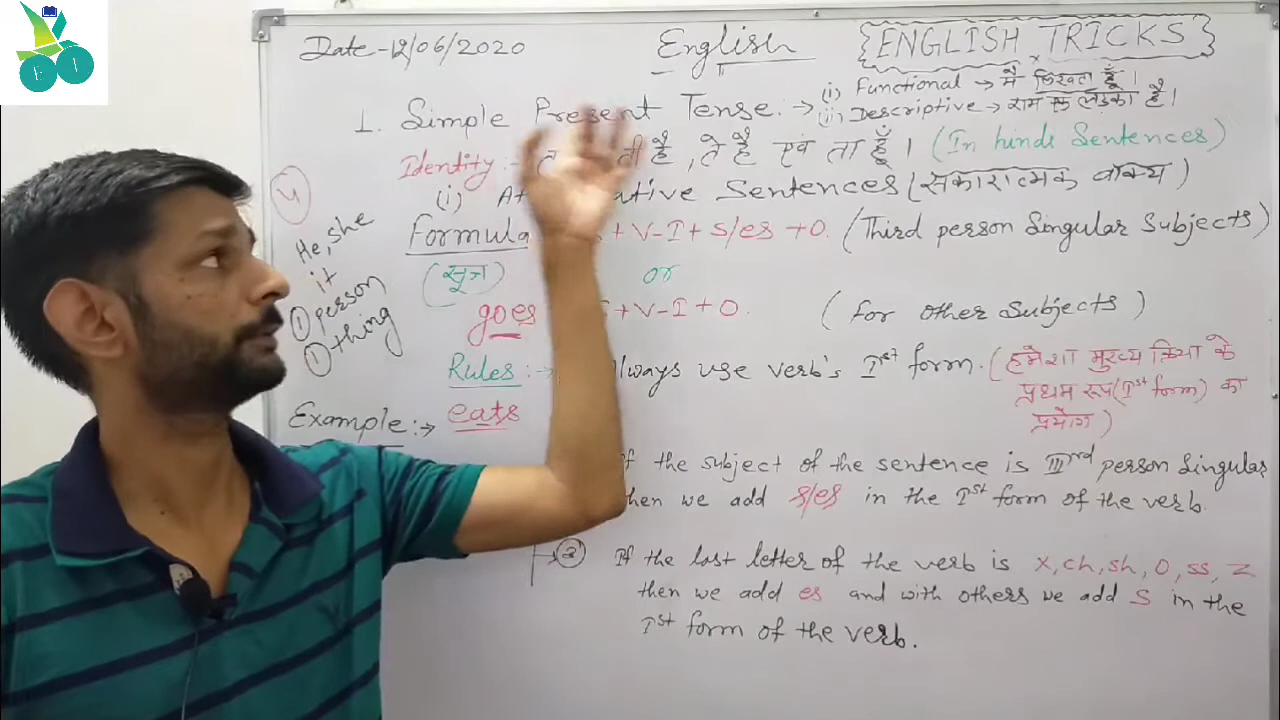 Date-12/06/2020 English {ENGLISH TRICKS}
1. Simple Present Tense :→ (i) Functional → मैं लिखता हूँ।
(ii) Descriptive → राम लड़का है।
Identity :- ती है, ते है एवं ता हूँ। (In hindi Sentences)
(i) Sentences (सकारात्मक वाक्य)
Formula + V-I + s/es + O. (Third person Singular Subjects)
(सूत्र) or
goes + V-I + O. (for other Subjects)
He, she
it
① person
① thing
Rules :→ always use verb's Ist form. (हमेशा मुख्य क्रिया के
प्रथम रूप (Ist form) का
प्रयोग)
Example :→ eats
the subject of the sentence is IIIrd person Singular
then we add s/es in the Ist form of the verb.
② If the last letter of the verb is x, ch, sh, o, ss, z
then we add es and with others we add s in the
Ist form of the verb.